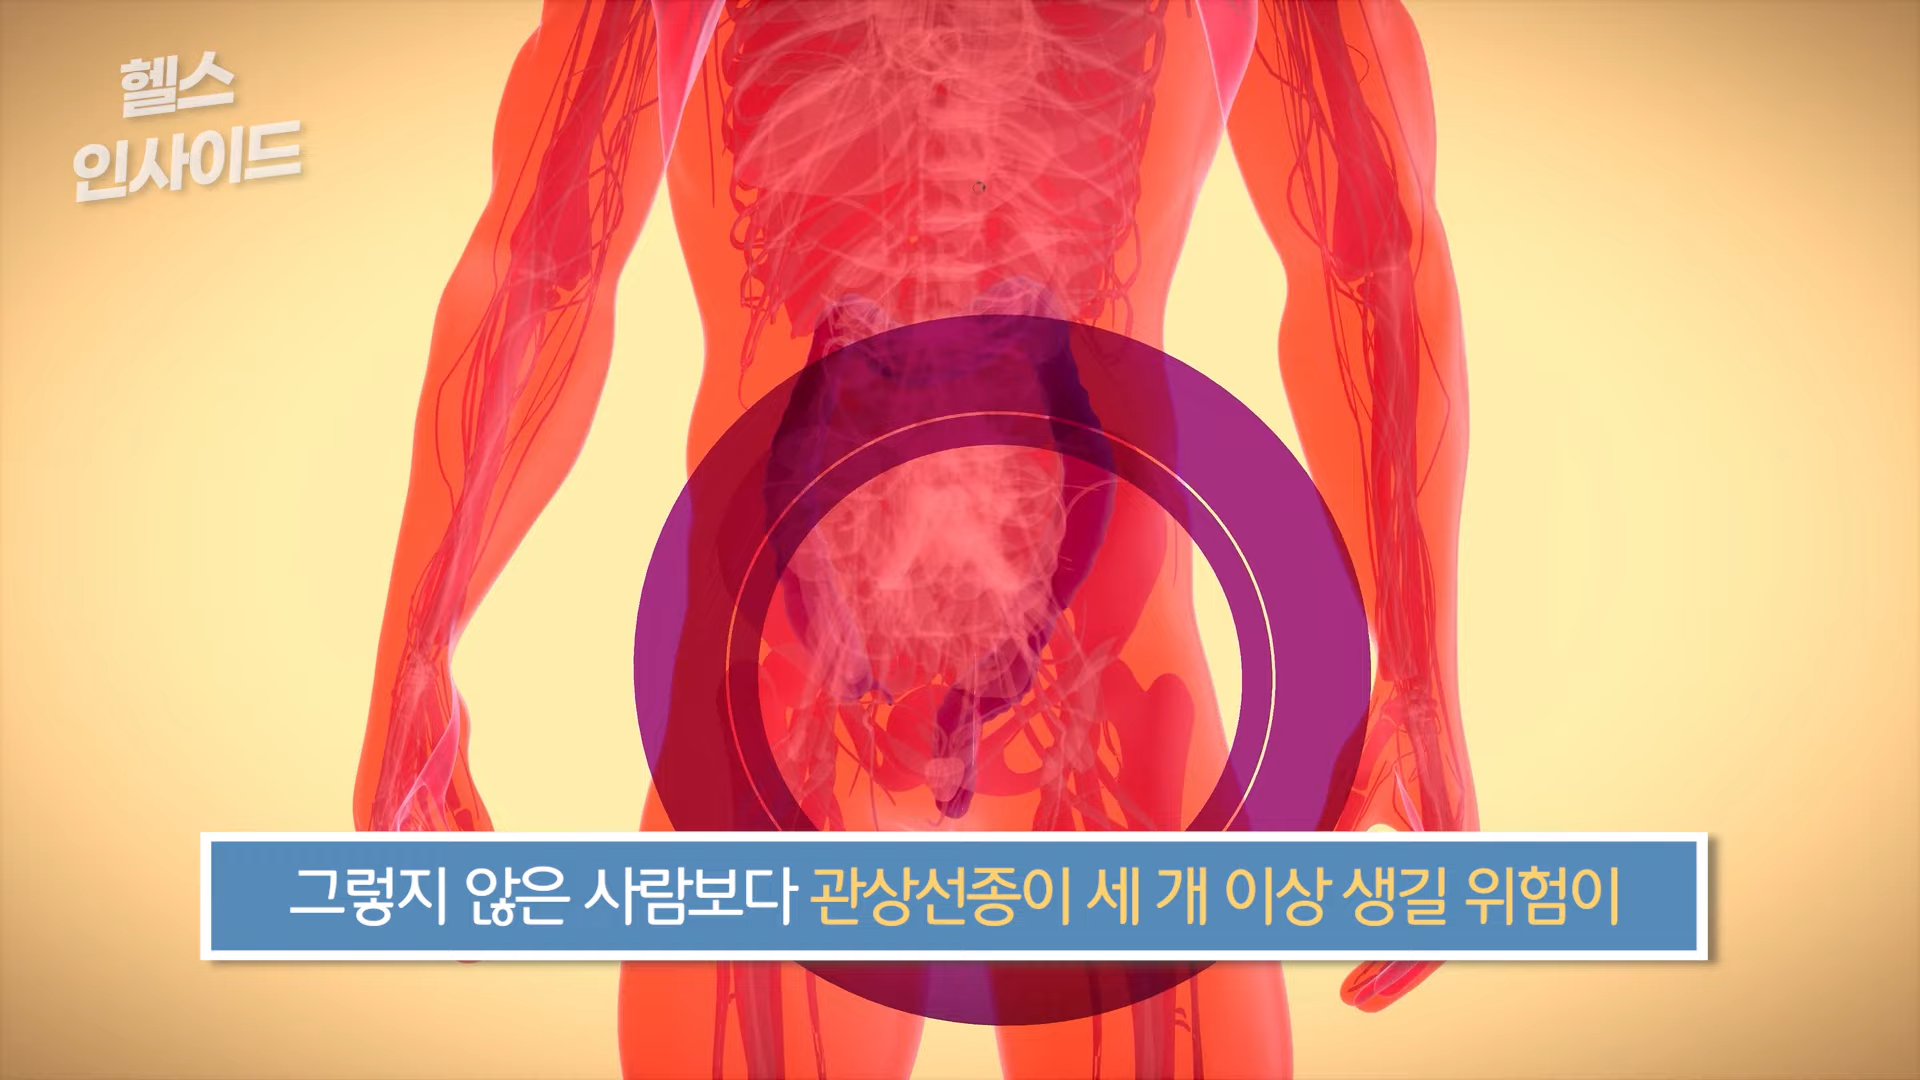 헬스
인사이드
그렇지 않은 사람보다 관상선종이 세 개 이상 생길 위험이